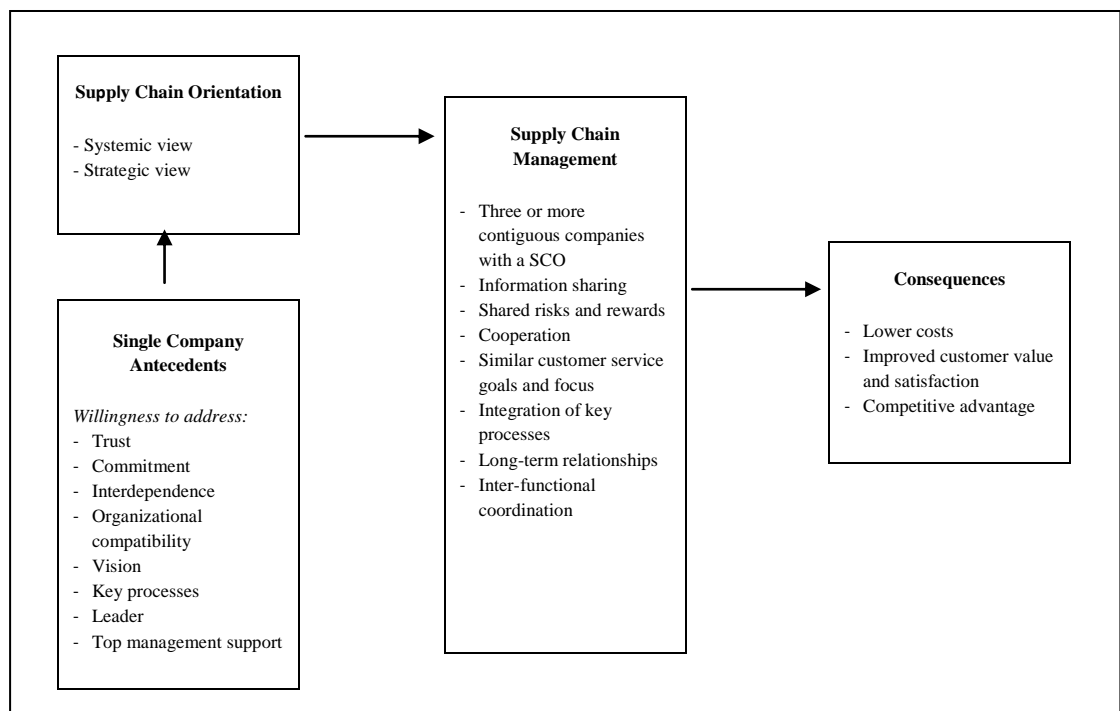 Supply Chain Orientation
- Systemic view
- Strategic view
Single Company
Antecedents
Willingness to address:
- Trust
- Commitment
- Interdependence
- Organizational
compatibility
- Vision
- Key processes
- Leader
- Top management support
Supply Chain
Management
- Three or more
contiguous companies
with a SCO
- Information sharing
- Shared risks and rewards
- Cooperation
- Similar customer service
goals and focus
- Integration of key
processes
- Long-term relationships
- Inter-functional
coordination
Consequences
- Lower costs
- Improved customer value
and satisfaction
- Competitive advantage